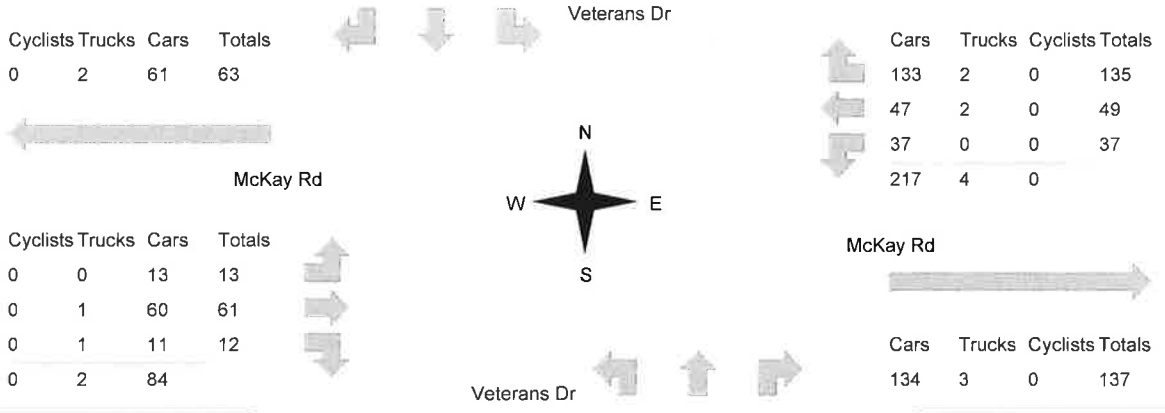 Veterans Dr
Cyclists Trucks Cars Totals
0 2 61 63
Cars Trucks Cyclists Totals
133 2 0 135
47 2 0 49
37 0 0 37
217 4 0
N
W E
S
McKay Rd
Cyclists Trucks Cars Totals
0 0 13 13
0 1 60 61
0 1 11 12
0 2 84
McKay Rd
Cars Trucks Cyclists Totals
134 3 0 137
Veterans Dr